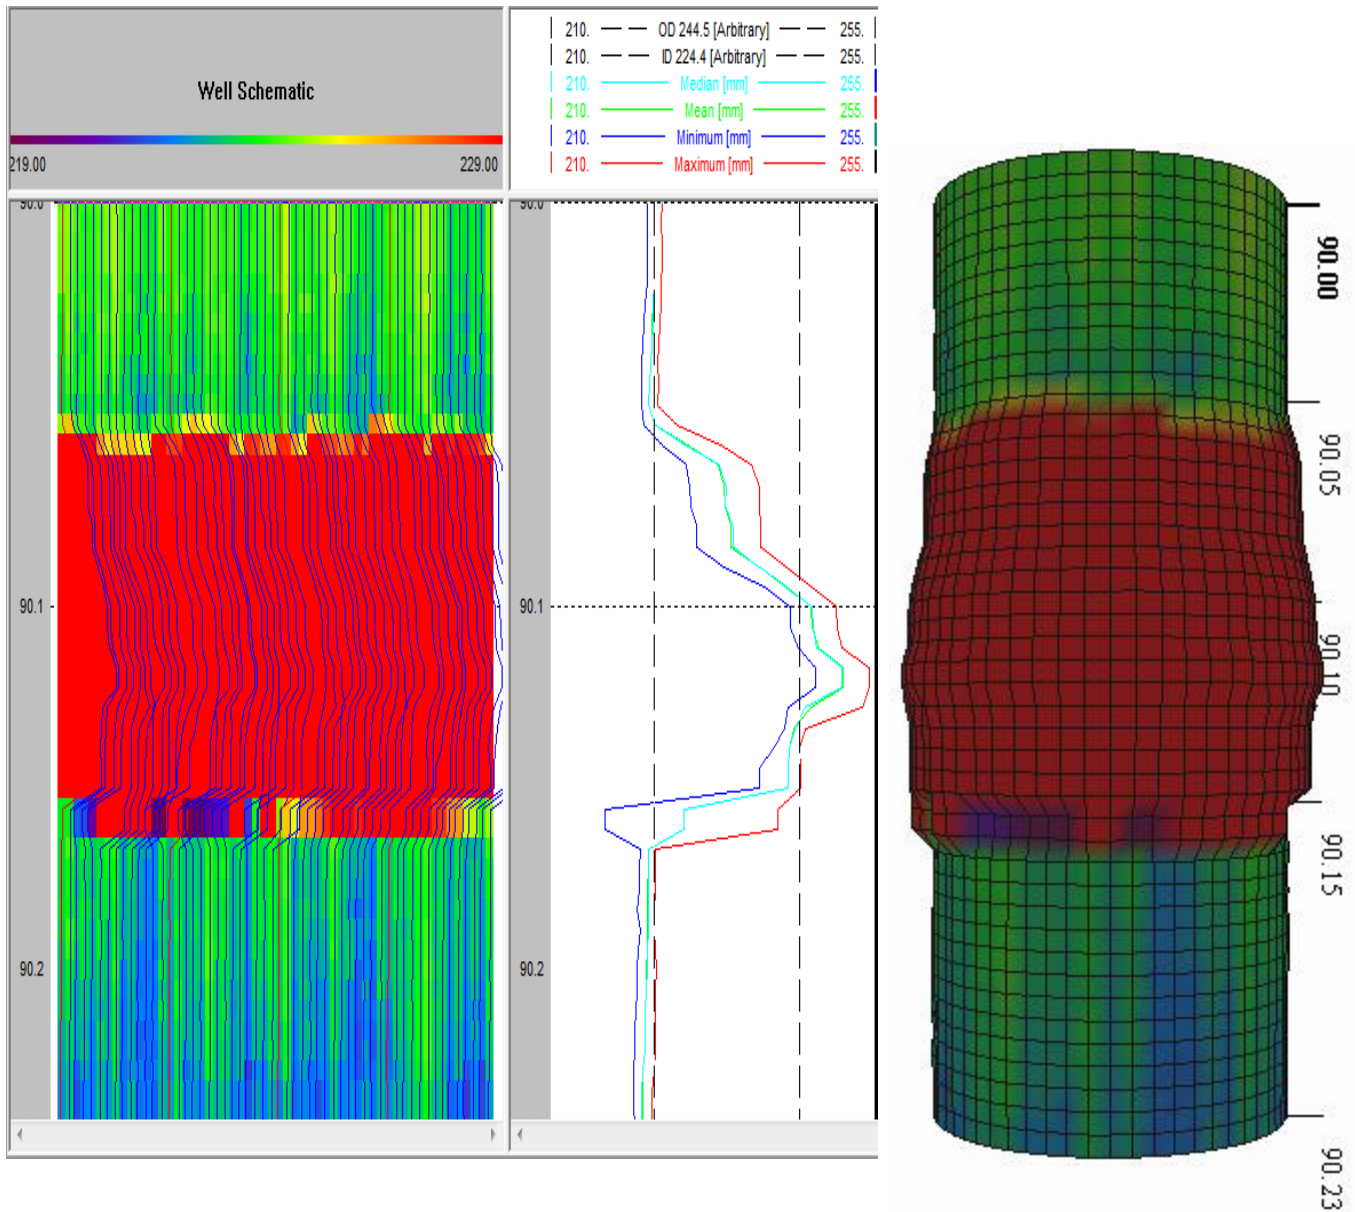 Well Schematic
219.00 229.00
210. OD 244.5 [Arbitrary] 255.
210. ID 224.4 [Arbitrary] 255.
210. Median [mm] 255.
210. Mean [mm] 255.
210. Minimum [mm] 255.
210. Maximum [mm] 255.
90.0
90.1
90.2
90.0
90.1
90.2
90.00
90.05
90.10
90.15
90.23